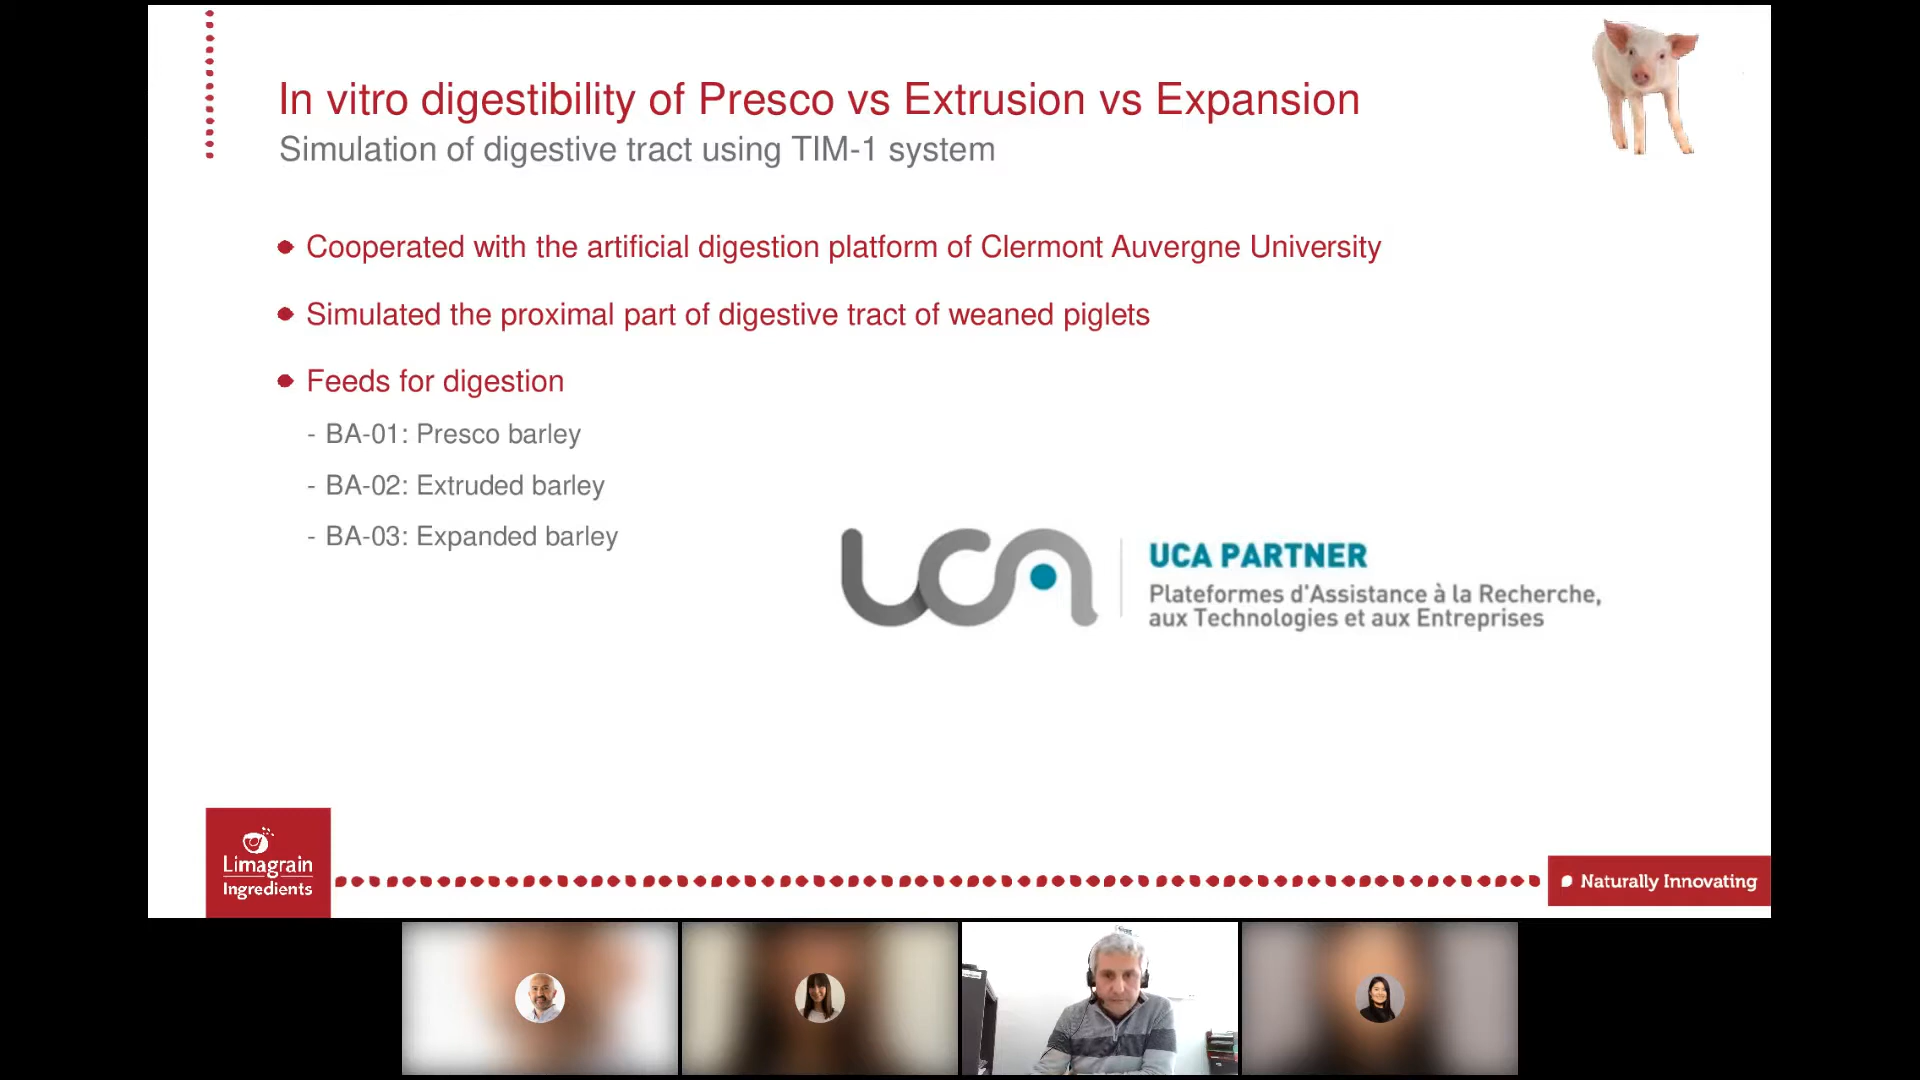 In vitro digestibility of Presco vs Extrusion vs Expansion
Simulation of digestive tract using TIM-1 system
Cooperated with the artificial digestion platform of Clermont Auvergne University
Simulated the proximal part of digestive tract of weaned piglets
Feeds for digestion
- BA-01: Presco barley
- BA-02: Extruded barley
- BA-03: Expanded barley
uca
UCA PARTNER
Plateformes d'Assistance à la Recherche,
aux Technologies et aux Entreprises
Limagrain
Ingredients
Naturally Innovating